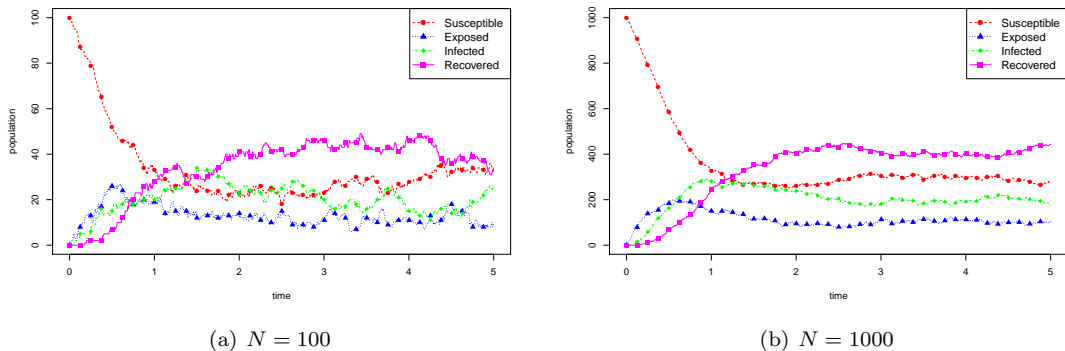 100
80
60
40
20
0
population
0 1 2 3 4 5
time
Susceptible
Exposed
Infected
Recovered
(a) N = 100
1000
800
600
400
200
0
population
0 1 2 3 4 5
time
Susceptible
Exposed
Infected
Recovered
(b) N = 1000